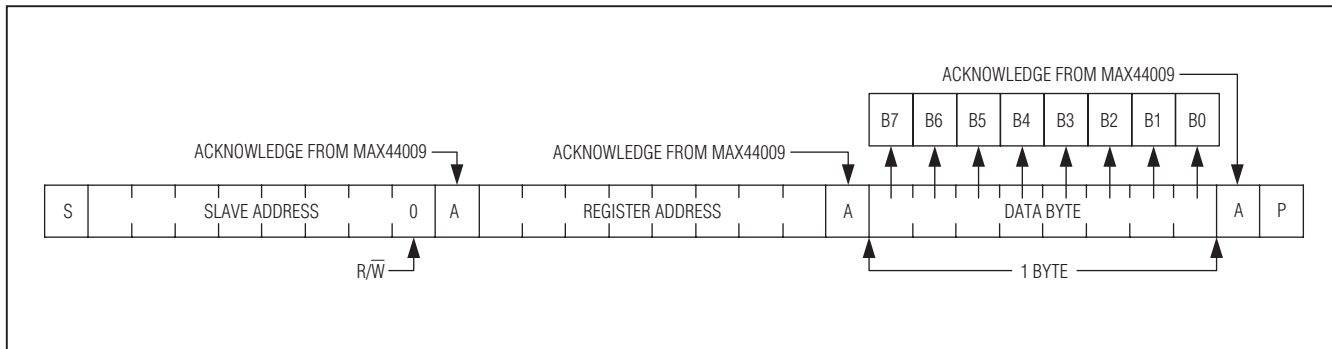 ACKNOWLEDGE FROM MAX44009
B7 B6 B5 B4 B3 B2 B1 B0
ACKNOWLEDGE FROM MAX44009 ACKNOWLEDGE FROM MAX44009
S SLAVE ADDRESS 0 A REGISTER ADDRESS A DATA BYTE A P
R/W̅ 1 BYTE